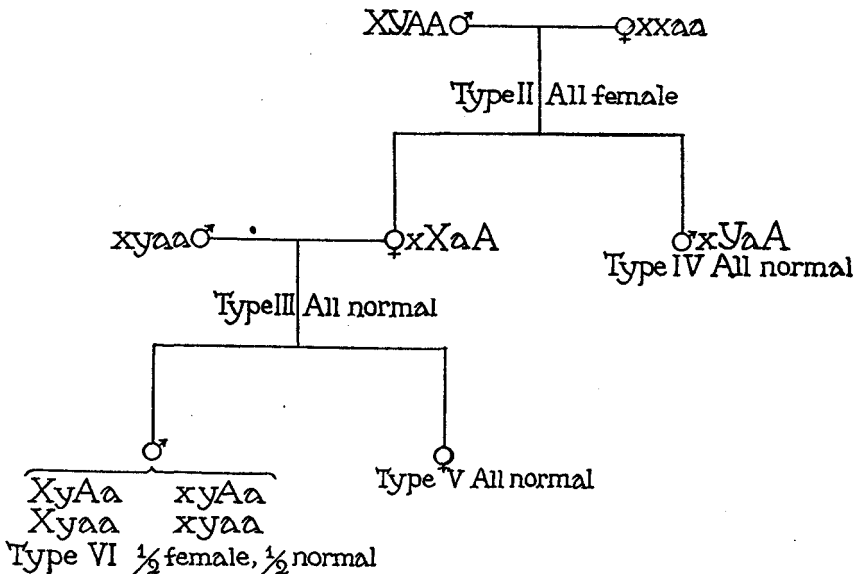 XYAA♂ ♀xxaa
Type II All female
xyaa♂ ♀xXaA ♂xYaA
Type IV All normal
Type III All normal
♂ ♀
Type V All normal
XyAa xyAa
Xyaa xyaa
Type VI ½ female, ½ normal